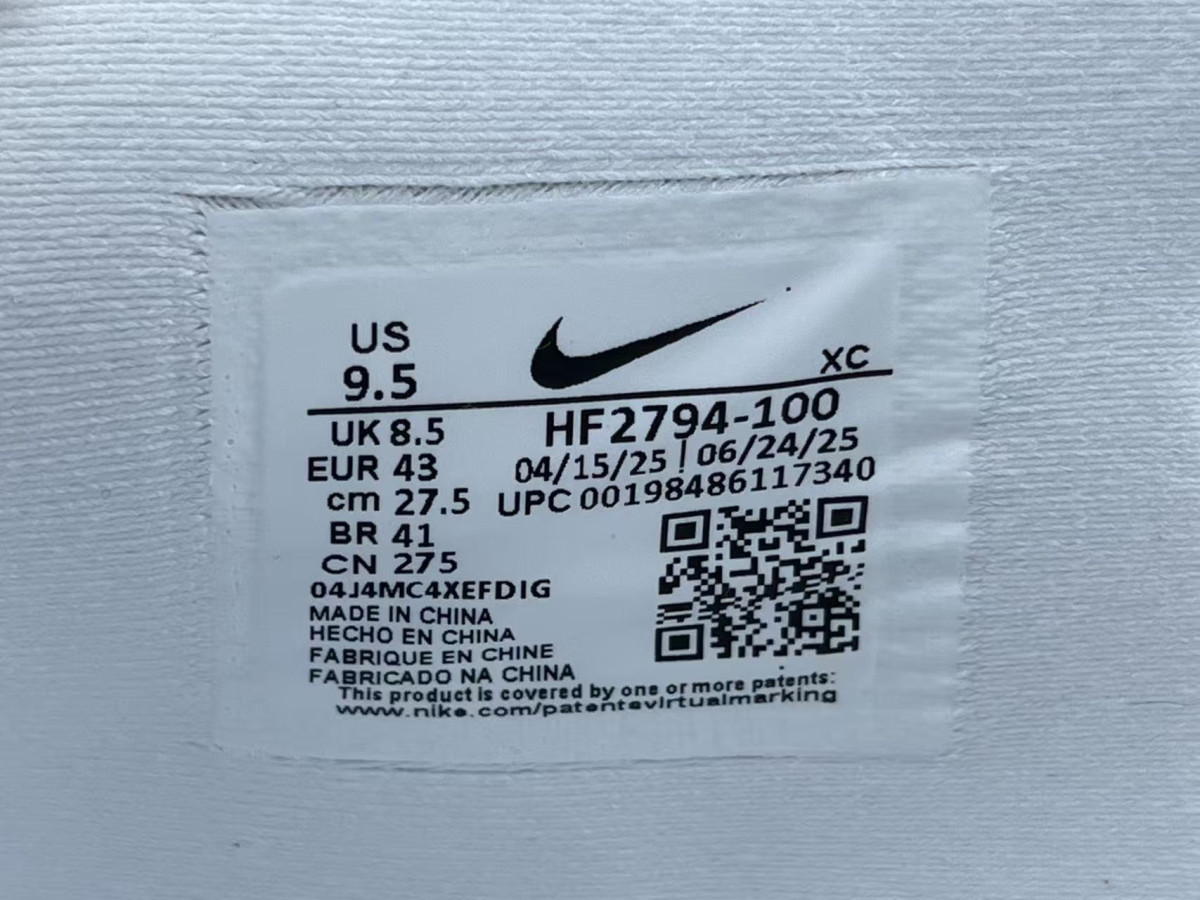 US
9.5
XC
UK 8.5
EUR 43
cm 27.5
BR 41
CN 275
HF2794-100
04/15/25 | 06/24/25
UPC 00198486117340
04J4MC4XEFDIG
MADE IN CHINA
HECHO EN CHINA
FABRIQUE EN CHINE
FABRICADO NA CHINA
This product is covered by one or more patents:
www.nike.com/patentsvirtualmarking